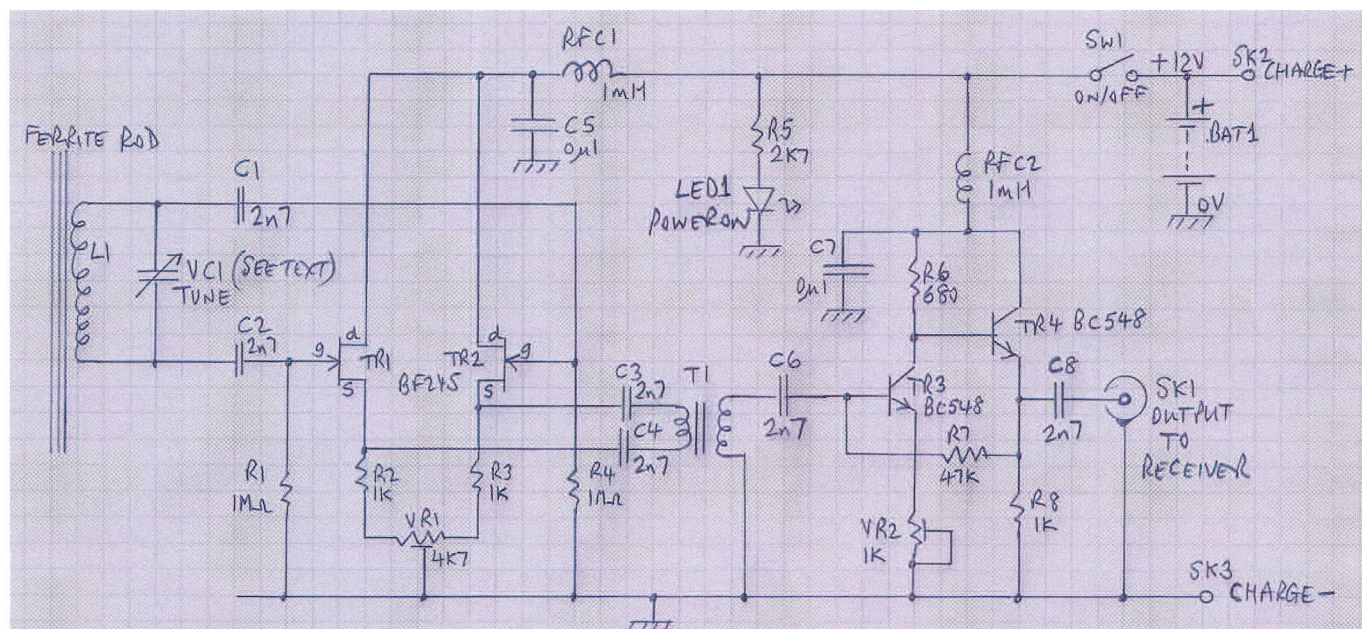 RFC1
1mH
SW1
ON/OFF
+12V
SK2
CHARGE+
FERRITE ROD
C5
0µ1
R5
2K7
+
BAT1
0V
RFC2
1mH
C1
2n7
LED1
POWERON
L1
VC1 (SEE TEXT)
TUNE
C7
0µ1
R6
680
C2
2n7
g
d
s
TR1
BF245
TR2
d
g
s
TR4 BC548
C3
2n7
C4
2n7
T1
C6
2n7
TR3
BC548
C8
2n7
SK1
OUTPUT
TO
RECEIVER
R7
47K
R1
1MΩ
R2
1K
R3
1K
R4
1MΩ
VR1
4K7
VR2
1K
R8
1K
SK3
CHARGE-